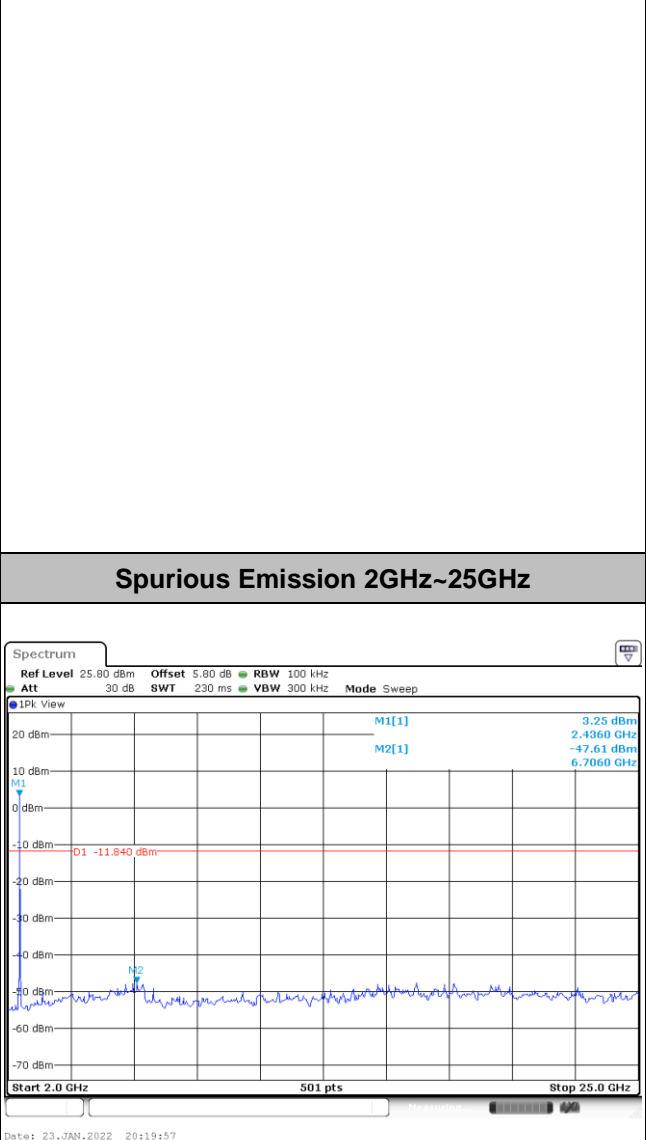 Spurious Emission 2GHz~25GHz
Spectrum
Ref Level 25.80 dBm Offset 5.80 dB RBW 100 kHz
Att 30 dB SWT 230 ms VBW 300 kHz Mode Sweep
1Pk View
M1[1] 3.25 dBm
2.4360 GHz
M2[1] -47.61 dBm
6.7060 GHz
20 dBm
10 dBm
M1
0 dBm
-10 dBm
D1 -11.840 dBm
-20 dBm
-30 dBm
-40 dBm
M2
-50 dBm
-60 dBm
-70 dBm
Start 2.0 GHz 501 pts Stop 25.0 GHz
Measuring...
Date: 23.JAN.2022 20:19:57